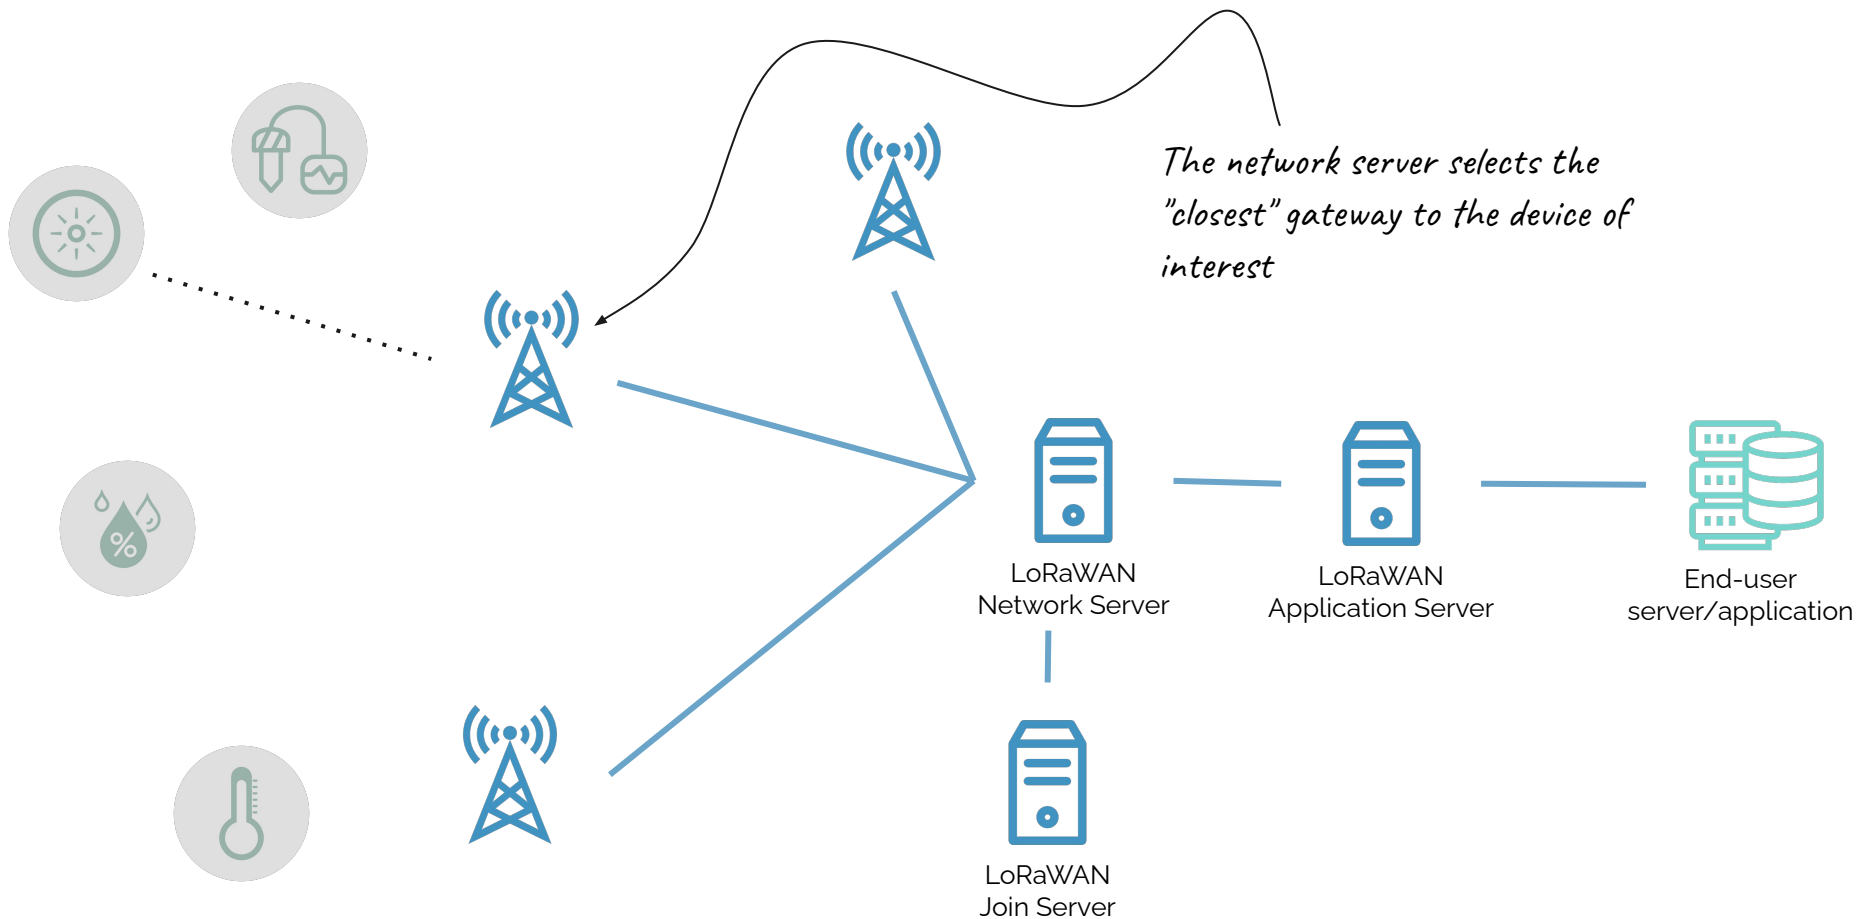 The network server selects the
"closest" gateway to the device of
interest
%
LoRaWAN
Network Server
LoRaWAN
Application Server
End-user
server/application
LoRaWAN
Join Server